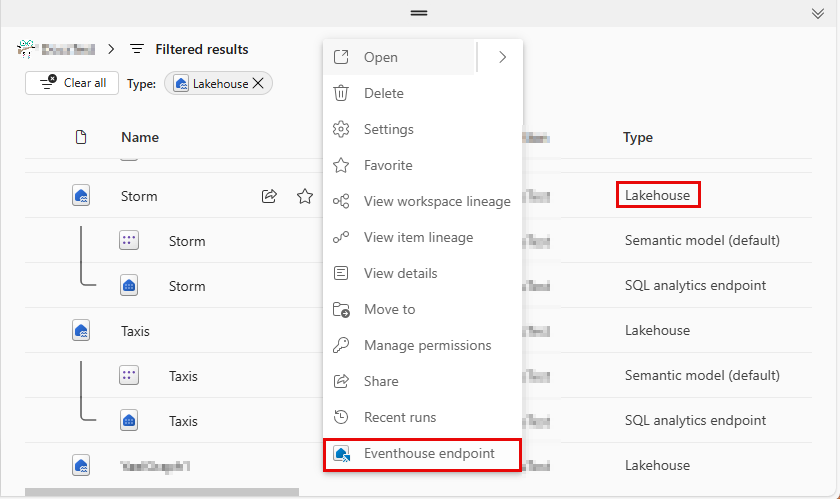 Filtered results
Clear all
Type:
Lakehouse
Open
Delete
Settings
Favorite
View workspace lineage
View item lineage
View details
Move to
Manage permissions
Share
Recent runs
Eventhouse endpoint
Name
Type
Storm
Lakehouse
Storm
Semantic model (default)
Storm
SQL analytics endpoint
Taxis
Lakehouse
Taxis
Semantic model (default)
Taxis
SQL analytics endpoint
Lakehouse